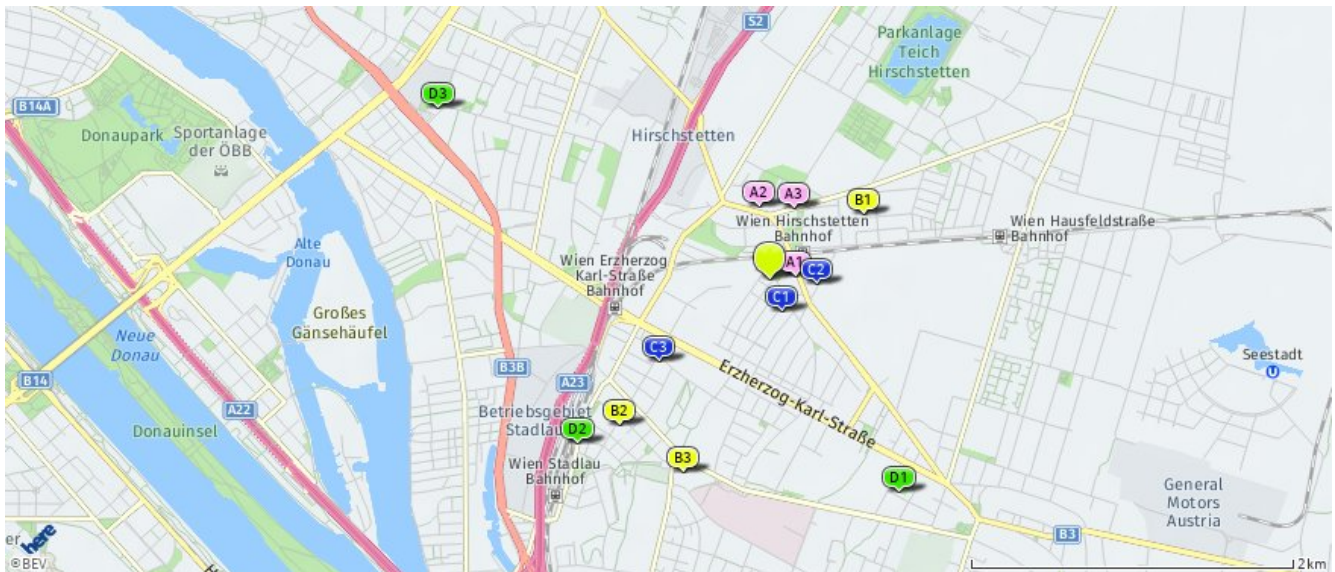 S2
Parkanlage
Teich
Hirschstetten
D3
B14A
Donaupark
Sportanlage
der ÖBB
Hirschstetten
A2
A3
B1
Wien Hirschstetten
Bahnhof
Wien Hausfeldstraße
Bahnhof
Alte
Donau
Wien Erzherzog
Karl-Straße
Bahnhof
A1
C2
C1
Großes
Gänsehäufel
Neue
Donau
C3
Seestadt
U
B3B
Erzherzog-Karl-Straße
B14
A23
A22
Betriebsgebiet
Stadlau
B2
D2
Donauinsel
B3
Wien Stadlau
Bahnhof
D1
General
Motors
Austria
B3
er
here
©BEV
2km